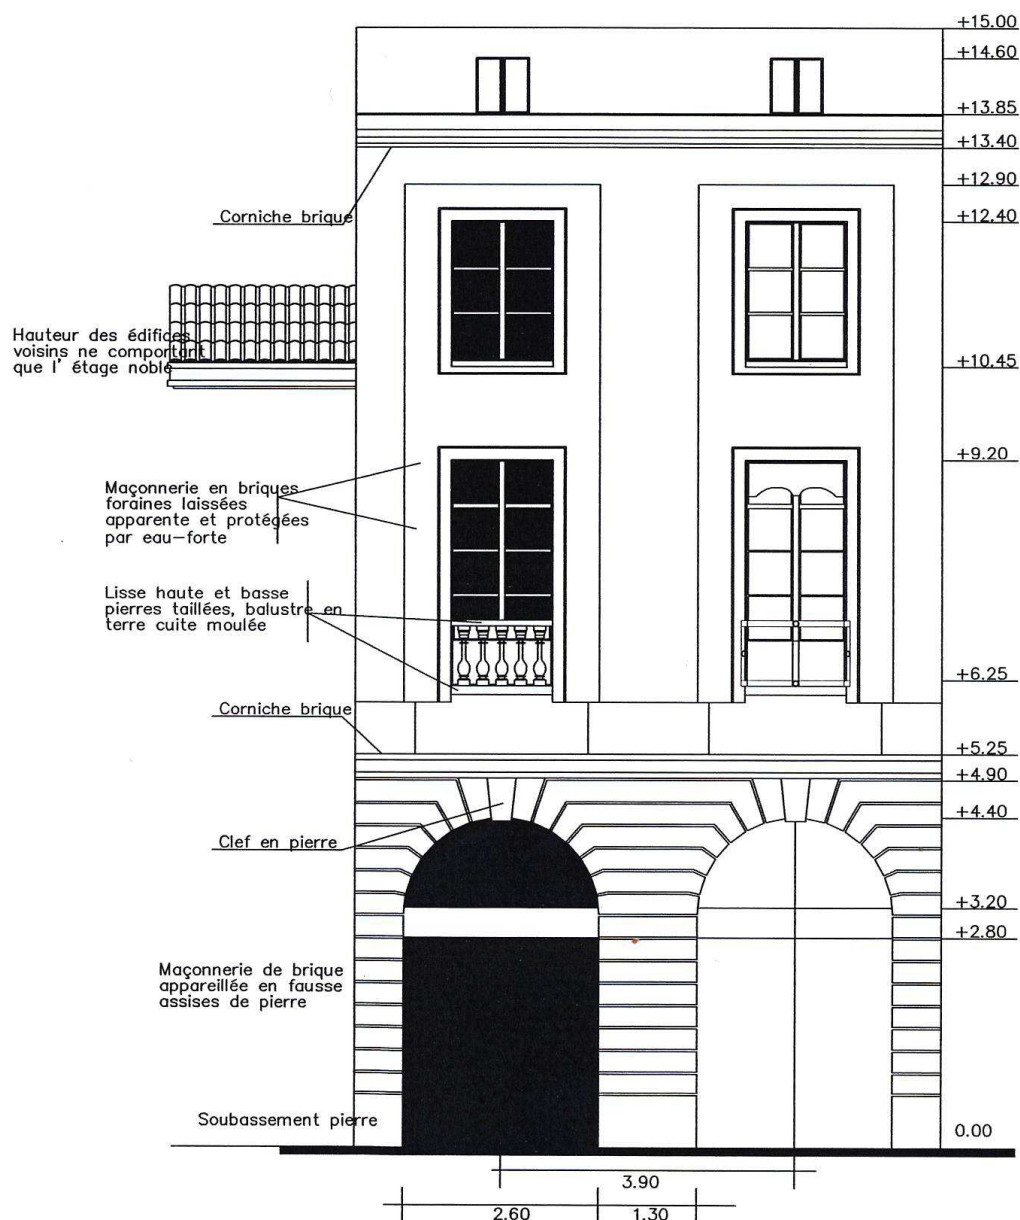 +15.00
+14.60
+13.85
+13.40
+12.90
Corniche brique
+12.40
Hauteur des édifices
voisins ne comportant
que l' étage noble
+10.45
+9.20
Maçonnerie en briques
foraines laissées
apparente et protégées
par eau-forte
Lisse haute et basse
pierres taillées, balustre en
terre cuite moulée
+6.25
Corniche brique
+5.25
+4.90
+4.40
Clef en pierre
+3.20
+2.80
Maçonnerie de brique
appareillée en fausse
assises de pierre
Soubassement pierre
0.00
3.90
2.60
1.30